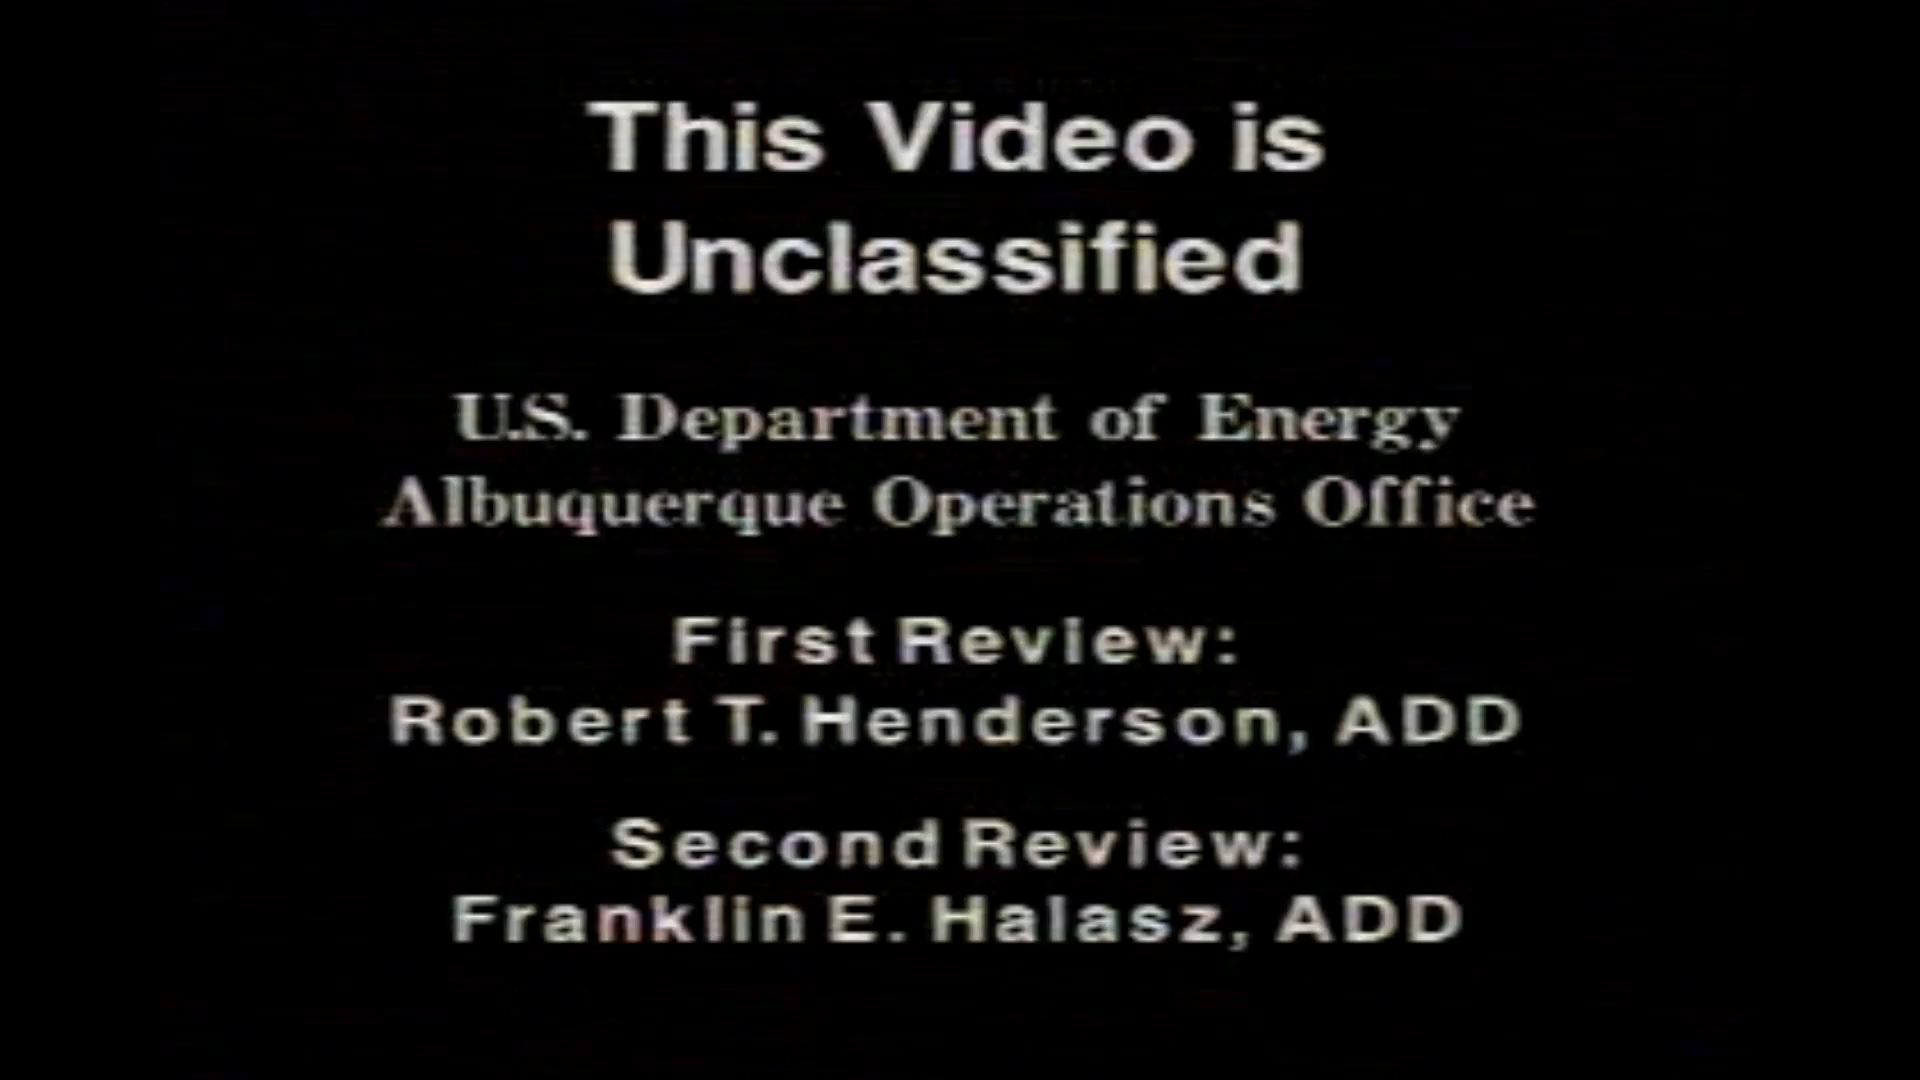 This Video is
Unclassified
U.S. Department of Energy
Albuquerque Operations Office
First Review:
Robert T. Henderson, ADD
Second Review:
Franklin E. Halasz, ADD